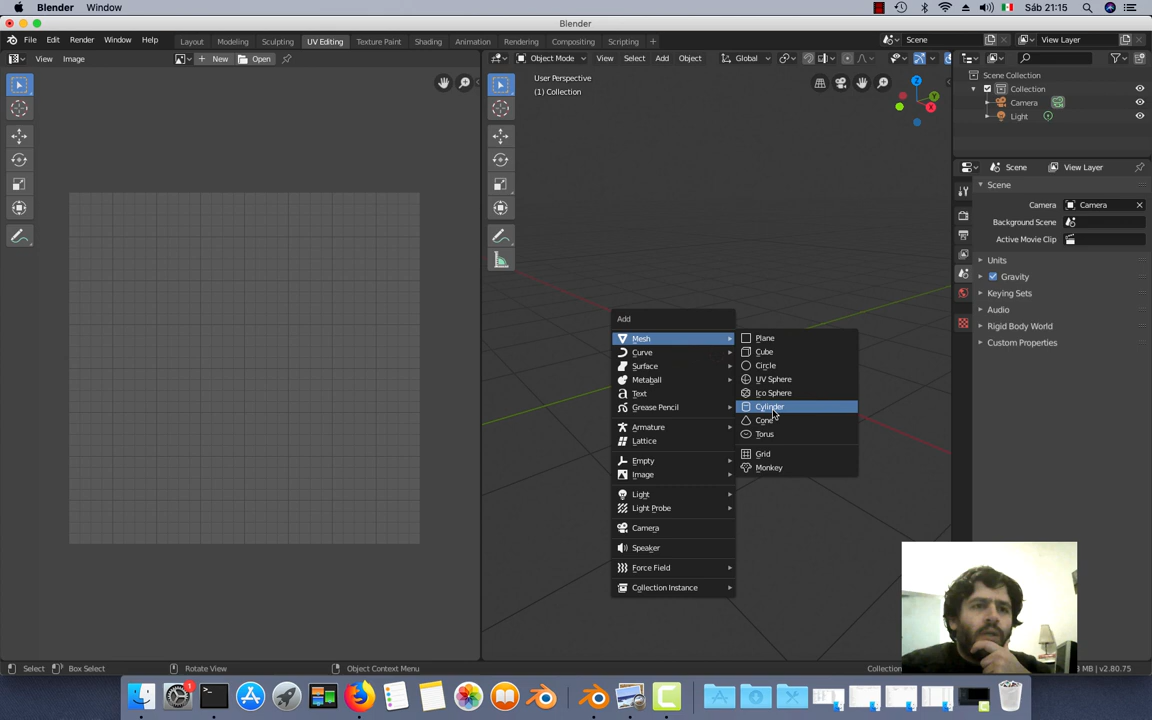 Blender Window Sáb 21:15
Blender
File Edit Render Window Help Layout Modeling Sculpting UV Editing Texture Paint Shading Animation Rendering Compositing Scripting + Scene View Layer
View Image New Open Object Mode View Select Add Object Global
User Perspective
(1) Collection
Scene Collection
Collection
Camera
Light
Scene View Layer
Scene
Camera Camera
Background Scene
Active Movie Clip
Units
Gravity
Keying Sets
Audio
Rigid Body World
Custom Properties
Z
Y
X
Add
Mesh
Curve
Surface
Metaball
Text
Grease Pencil
Armature
Lattice
Empty
Image
Light
Light Probe
Camera
Speaker
Force Field
Collection Instance
Plane
Cube
Circle
UV Sphere
Ico Sphere
Cylinder
Cone
Torus
Grid
Monkey
Select Box Select Rotate View Object Context Menu Collection MB | v2.80.75
1